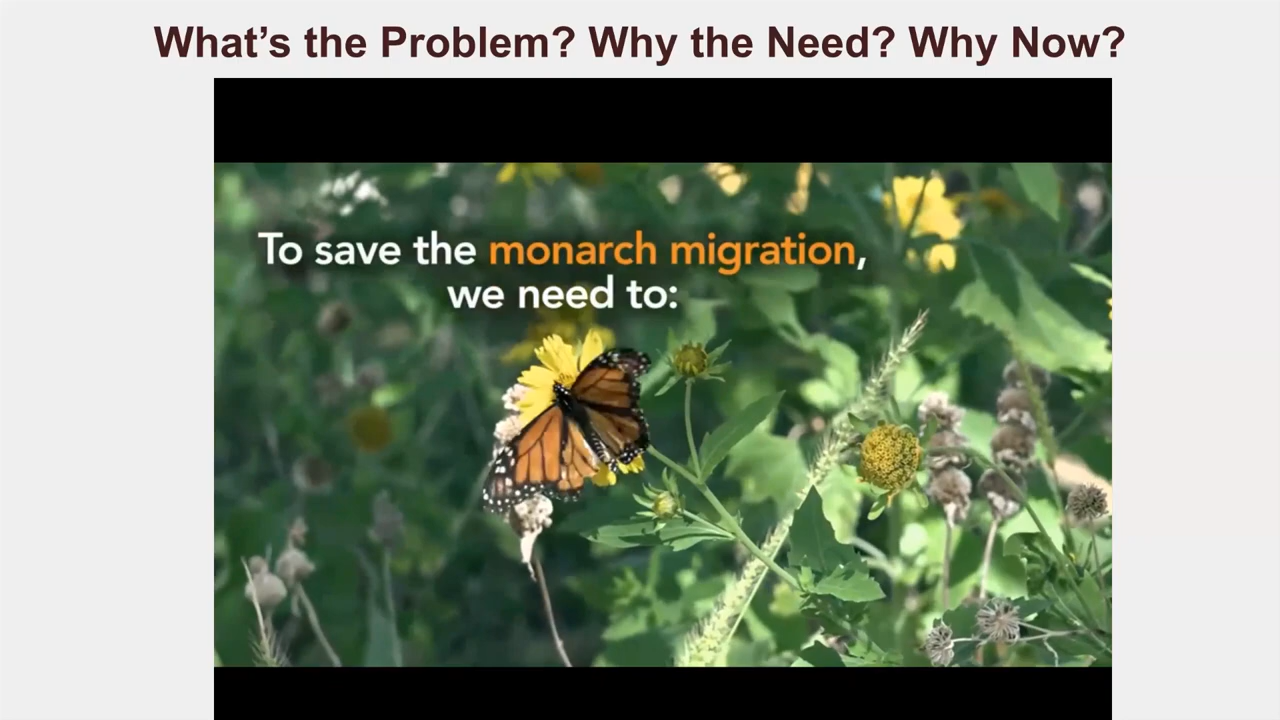 What’s the Problem? Why the Need? Why Now?
To save the monarch migration,
we need to: